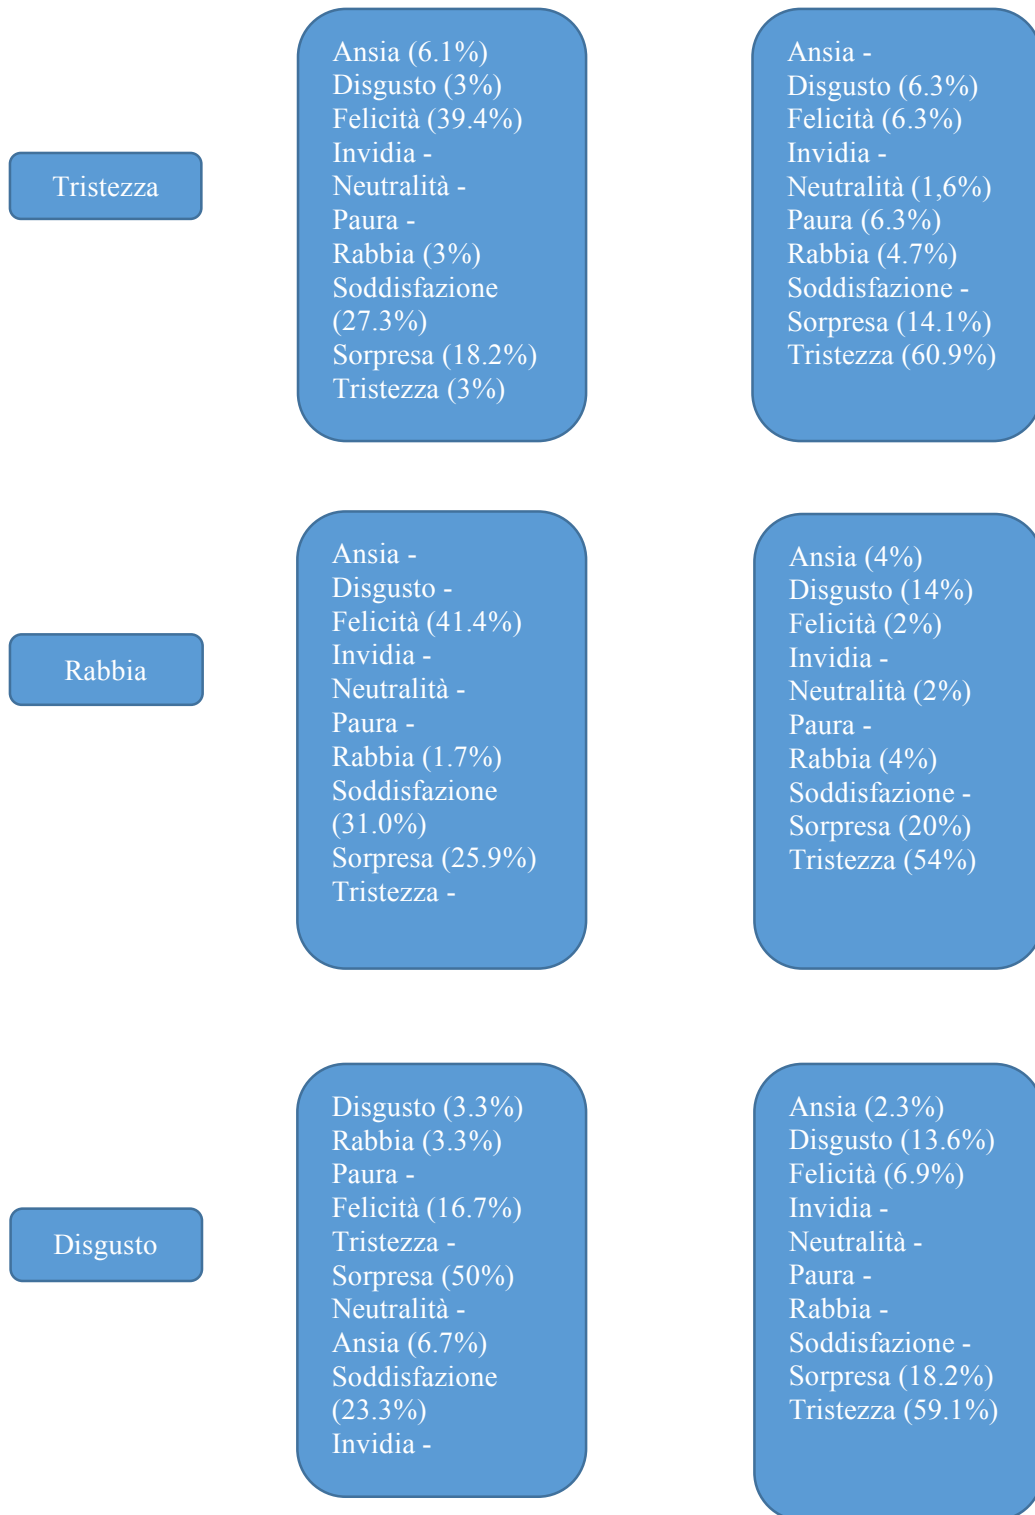 Tristezza
Ansia (6.1%)
Disgusto (3%)
Felicità (39.4%)
Invidia -
Neutralità -
Paura -
Rabbia (3%)
Soddisfazione
(27.3%)
Sorpresa (18.2%)
Tristezza (3%)
Ansia -
Disgusto (6.3%)
Felicità (6.3%)
Invidia -
Neutralità (1,6%)
Paura (6.3%)
Rabbia (4.7%)
Soddisfazione -
Sorpresa (14.1%)
Tristezza (60.9%)
Rabbia
Ansia -
Disgusto -
Felicità (41.4%)
Invidia -
Neutralità -
Paura -
Rabbia (1.7%)
Soddisfazione
(31.0%)
Sorpresa (25.9%)
Tristezza -
Ansia (4%)
Disgusto (14%)
Felicità (2%)
Invidia -
Neutralità (2%)
Paura -
Rabbia (4%)
Soddisfazione -
Sorpresa (20%)
Tristezza (54%)
Disgusto
Disgusto (3.3%)
Rabbia (3.3%)
Paura -
Felicità (16.7%)
Tristezza -
Sorpresa (50%)
Neutralità -
Ansia (6.7%)
Soddisfazione
(23.3%)
Invidia -
Ansia (2.3%)
Disgusto (13.6%)
Felicità (6.9%)
Invidia -
Neutralità -
Paura -
Rabbia -
Soddisfazione -
Sorpresa (18.2%)
Tristezza (59.1%)